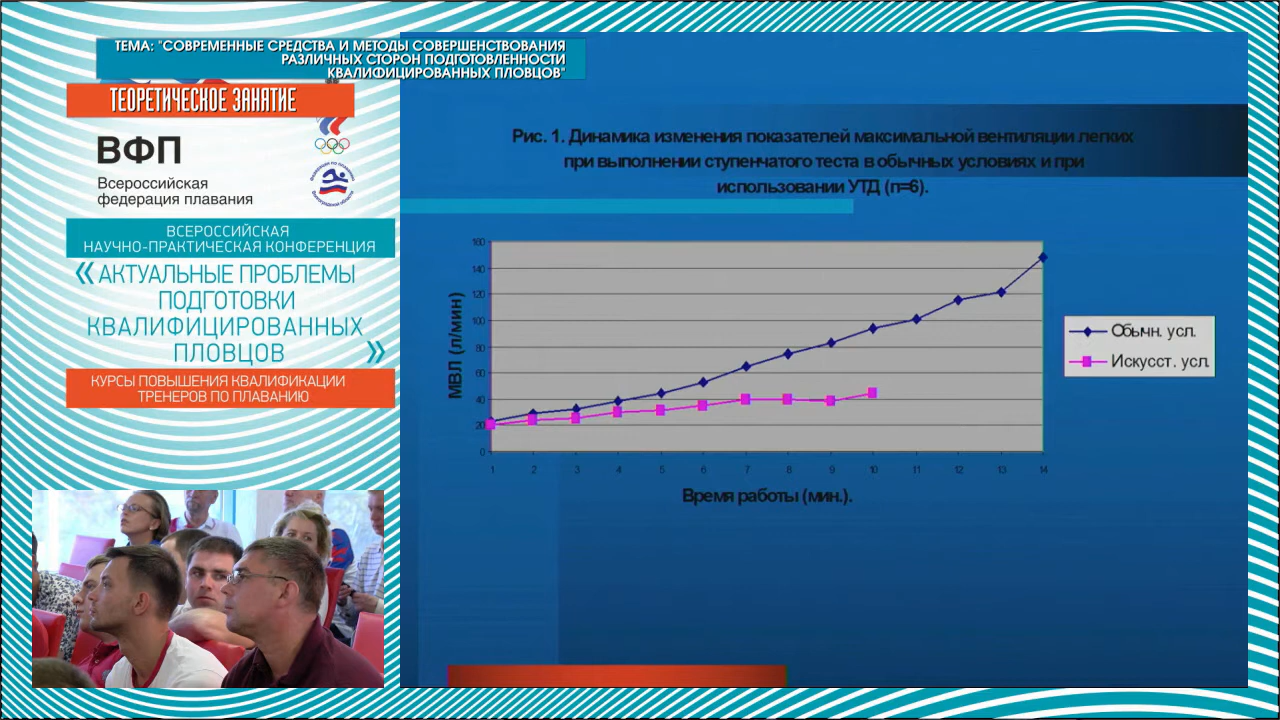 ТЕМА: "СОВРЕМЕННЫЕ СРЕДСТВА И МЕТОДЫ СОВЕРШЕНСТВОВАНИЯ
РАЗЛИЧНЫХ СТОРОН ПОДГОТОВЛЕННОСТИ
КВАЛИФИЦИРОВАННЫХ ПЛОВЦОВ"
ТЕОРЕТИЧЕСКОЕ ЗАНЯТИЕ
ВФП
Всероссийская
федерация плавания
ВСЕРОССИЙСКАЯ
НАУЧНО-ПРАКТИЧЕСКАЯ КОНФЕРЕНЦИЯ
«АКТУАЛЬНЫЕ ПРОБЛЕМЫ
ПОДГОТОВКИ
КВАЛИФИЦИРОВАННЫХ
ПЛОВЦОВ»
КУРСЫ ПОВЫШЕНИЯ КВАЛИФИКАЦИИ
ТРЕНЕРОВ ПО ПЛАВАНИЮ
Рис. 1. Динамика изменения показателей максимальной вентиляции легких
при выполнении ступенчатого теста в обычных условиях и при
использовании УТД (n=6).
МВЛ (л/мин)
160
140
120
100
80
60
40
20
0
1 2 3 4 5 6 7 8 9 10 11 12 13 14
Время работы (мин.).
Обычн. усл.
Искусст. усл.